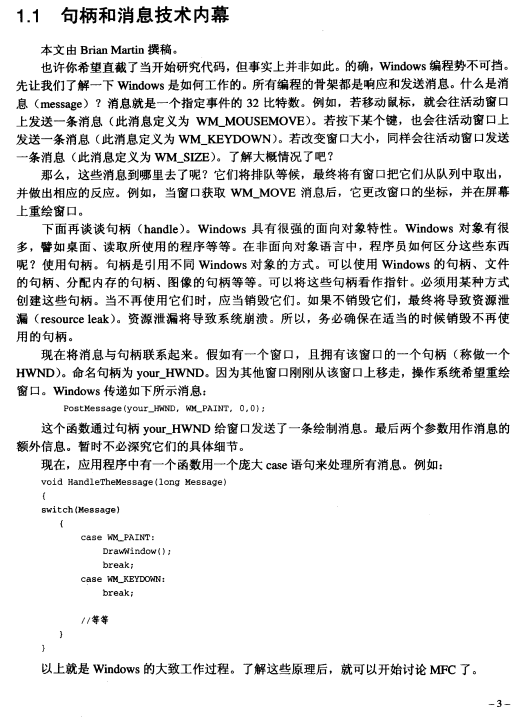 1.1 句柄和消息技术内幕
本文由 Brian Martin 撰稿。
也许你希望直截了当开始研究代码，但事实上并非如此。的确，Windows 编程势不可挡。
先让我们了解一下 Windows 是如何工作的。所有编程的骨架都是响应和发送消息。什么是消
息（message）？消息就是一个指定事件的 32 比特数。例如，若移动鼠标，就会往活动窗口
上发送一条消息（此消息定义为 WM_MOUSEMOVE）。若按下某个键，也会往活动窗口上
发送一条消息（此消息定义为 WM_KEYDOWN）。若改变窗口大小，同样会往活动窗口发送
一条消息（此消息定义为 WM_SIZE）。了解大概情况了吧？
那么，这些消息到哪里去了呢？它们将排队等候，最终将有窗口把它们从队列中取出，
并做出相应的反应。例如，当窗口获取 WM_MOVE 消息后，它更改窗口的坐标，并在屏幕
上重绘窗口。
下面再谈谈句柄（handle）。Windows 具有很强的面向对象特性。Windows 对象有很
多，譬如桌面、读取所使用的程序等等。在非面向对象语言中，程序员如何区分这些东西
呢？使用句柄。句柄是引用不同 Windows 对象的方式。可以使用 Windows 的句柄、文件
的句柄、分配内存的句柄、图像的句柄等等。可以将这些句柄看作指针。必须用某种方式
创建这些句柄。当不再使用它们时，应当销毁它们。如果不销毁它们，最终将导致资源泄
漏（resource leak）。资源泄漏将导致系统崩溃。所以，务必确保在适当的时候销毁不再使
用的句柄。
现在将消息与句柄联系起来。假如有一个窗口，且拥有该窗口的一个句柄（称做一个
HWND）。命名句柄为 your_HWND。因为其他窗口刚刚从该窗口上移走，操作系统希望重绘
窗口。Windows 传递如下所示消息：
PostMessage(your_HWND, WM_PAINT, 0,0);
这个函数通过句柄 your_HWND 给窗口发送了一条绘制消息。最后两个参数用作消息的
额外信息。暂时不必深究它们的具体细节。
现在，应用程序中有一个函数用一个庞大 case 语句来处理所有消息。例如：
void HandleTheMessage(long Message)
{
switch(Message)
{
case WM_PAINT:
DrawWindow();
break;
case WM_KEYDOWN:
break;
//等等
}
}
以上就是 Windows 的大致工作过程。了解这些原理后，就可以开始讨论 MFC 了。
－3－